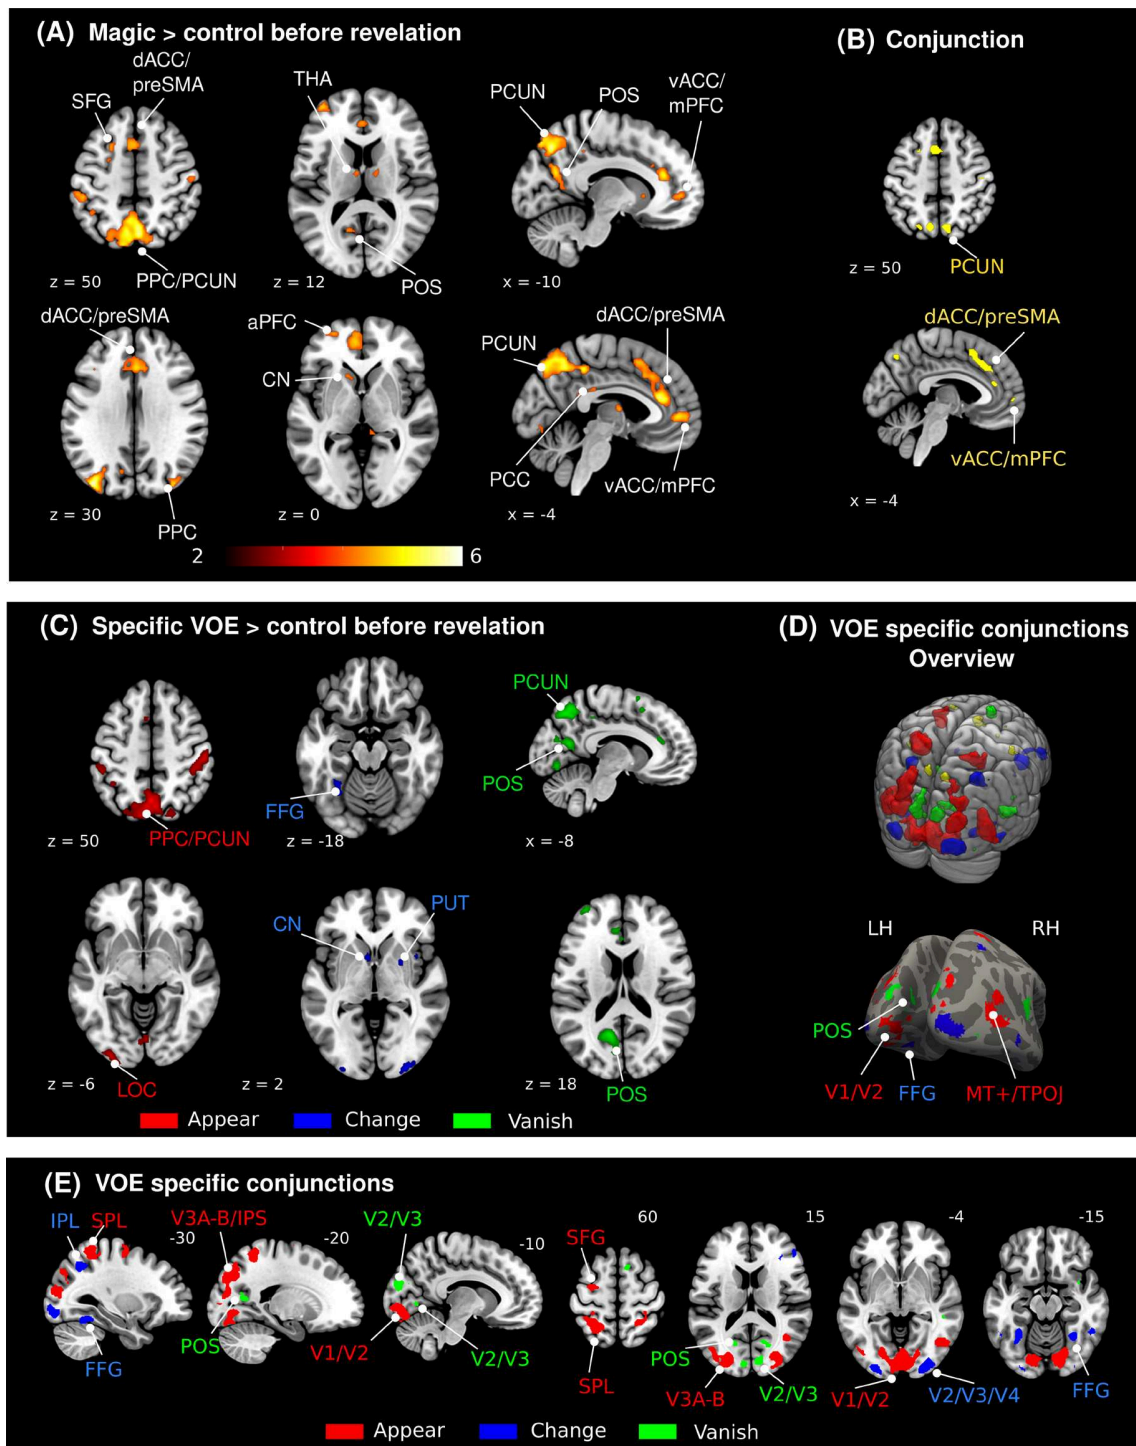 (A) Magic > control before revelation
dACC/
preSMA
SFG
PPC/PCUN
z = 50
THA
POS
z = 12
PCUN
POS
vACC/
mPFC
x = -10
dACC/preSMA
PPC
z = 30
aPFC
CN
z = 0
dACC/preSMA
PCUN
PCC
vACC/mPFC
x = -4
2
6
(B) Conjunction
PCUN
z = 50
dACC/preSMA
vACC/mPFC
x = -4
(C) Specific VOE > control before revelation
PPC/PCUN
z = 50
FFG
z = -18
PCUN
POS
x = -8
LOC
z = -6
CN
PUT
z = 2
POS
z = 18
Appear
Change
Vanish
(D) VOE specific conjunctions
Overview
LH
RH
POS
V1/V2
FFG
MT+/TPOJ
(E) VOE specific conjunctions
IPL
SPL
FFG
-30
V3A-B/IPS
POS
-20
V2/V3
V1/V2
V2/V3
-10
SFG
SPL
60
POS
V3A-B
V2/V3
15
V1/V2
V2/V3/V4
-4
FFG
-15
Appear
Change
Vanish